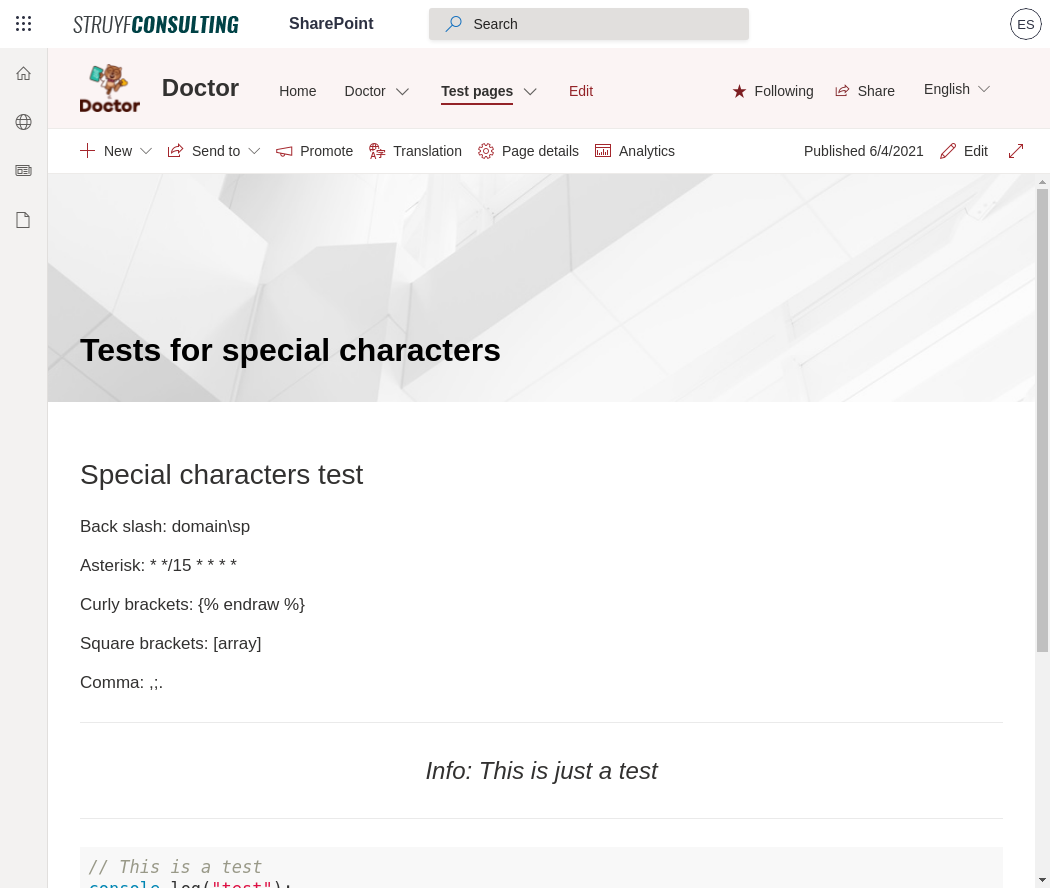 STRUYFCONSULTING SharePoint Search ES
Doctor Doctor Home Doctor Test pages Edit Following Share English
New Send to Promote Translation Page details Analytics Published 6/4/2021 Edit
Tests for special characters
Special characters test
Back slash: domain\sp
Asterisk: * */15 * * * *
Curly brackets: {% endraw %}
Square brackets: [array]
Comma: ,;.
Info: This is just a test
// This is a test
console.log("test");